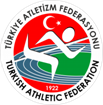 TÜRKİYE ATLETİZM FEDERASYONU
1922
TURKISH ATHLETIC FEDERATION